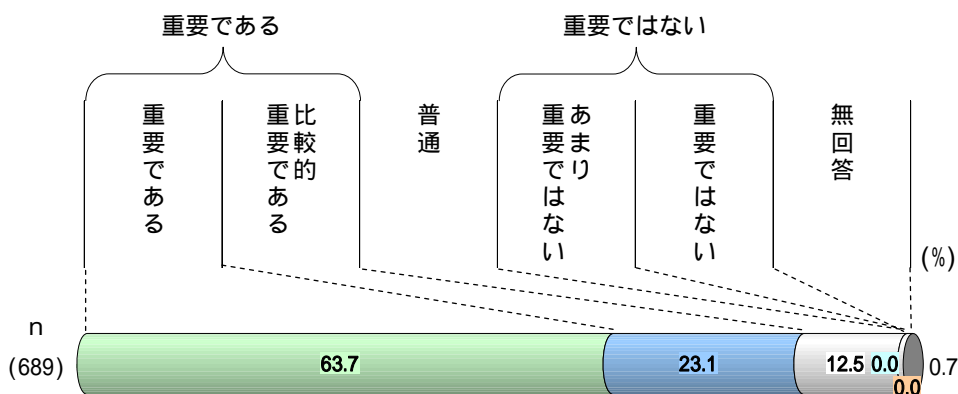 重要である
重要ではない
重要である
比較的
重要である
普通
あまり
重要ではない
重要ではない
無回答
(%)
n
(689)
63.7
23.1
12.5
0.0
0.0
0.7